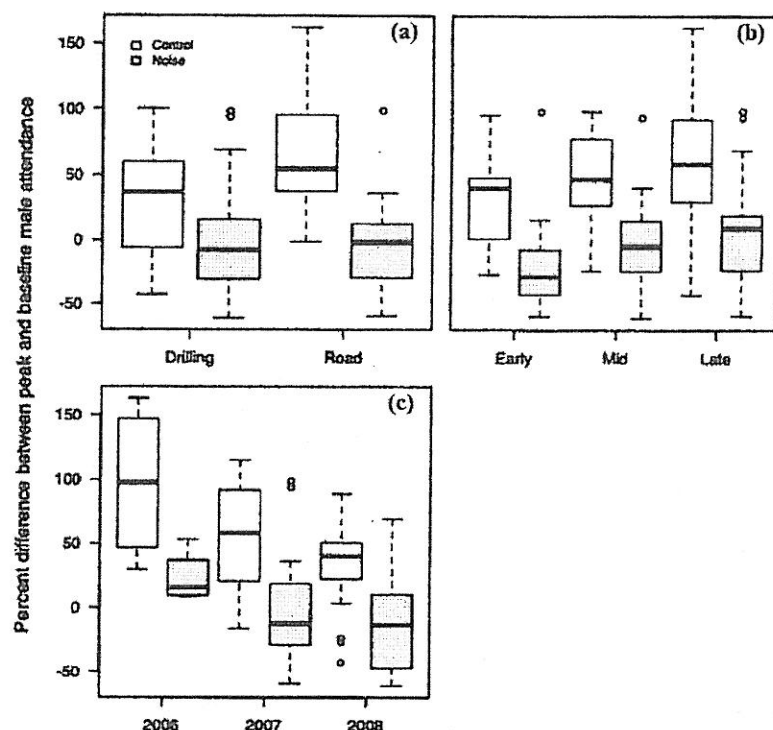 Percent difference between peak and baseline male attendance
(a)
Control
Noise
150
100
50
0
-50
Drilling
Road
(b)
Early
Mid
Late
(c)
150
100
50
0
-50
2006
2007
2008